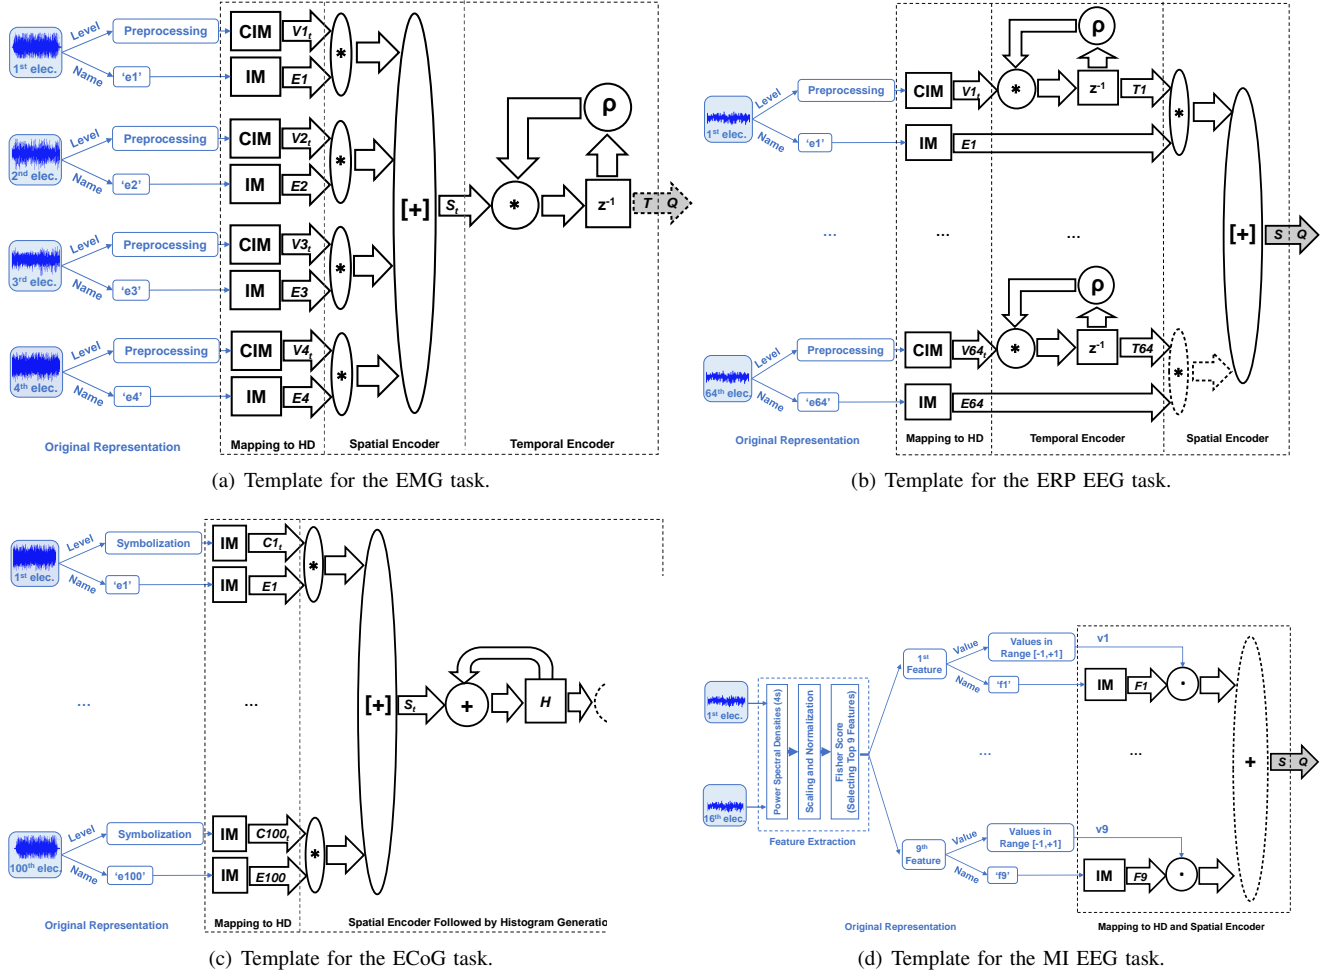 Level
Preprocessing
CIM
V1t
1st elec.
Name
'e1'
IM
E1
*
Level
Preprocessing
CIM
V2t
2nd elec.
Name
'e2'
IM
E2
*
Level
Preprocessing
CIM
V3t
3rd elec.
Name
'e3'
IM
E3
*
Level
Preprocessing
CIM
V4t
4th elec.
Name
'e4'
IM
E4
*
[+]
St
*
ρ
z-1
T Q
Original Representation
Mapping to HD
Spatial Encoder
Temporal Encoder
(a) Template for the EMG task.
Level
Preprocessing
CIM
V1t
*
ρ
z-1
T1
1st elec.
Name
'e1'
IM
E1
*
...
...
...
Level
Preprocessing
CIM
V64t
*
ρ
z-1
T64
64th elec.
Name
'e64'
IM
E64
*
[+]
S Q
Original Representation
Mapping to HD
Temporal Encoder
Spatial Encoder
(b) Template for the ERP EEG task.
Level
Symbolization
IM
C1t
1st elec.
Name
'e1'
IM
E1
*
...
...
Level
Symbolization
IM
C100t
100th elec.
Name
'e100'
IM
E100
*
[+]
St
+
H
Original Representation
Mapping to HD
Spatial Encoder Followed by Histogram Generatio
(c) Template for the ECoG task.
1st elec.
16th elec.
Power Spectral Densities (4s)
Scaling and Normalization
Fisher Score
(Selecting Top 9 Features)
Feature Extraction
1st
Feature
Value
Values in
Range [-1,+1]
v1
Name
'f1'
IM
F1
·
...
...
9th
Feature
Value
Values in
Range [-1,+1]
v9
Name
'f9'
IM
F9
·
+
S Q
Original Representation
Mapping to HD and Spatial Encoder
(d) Template for the MI EEG task.